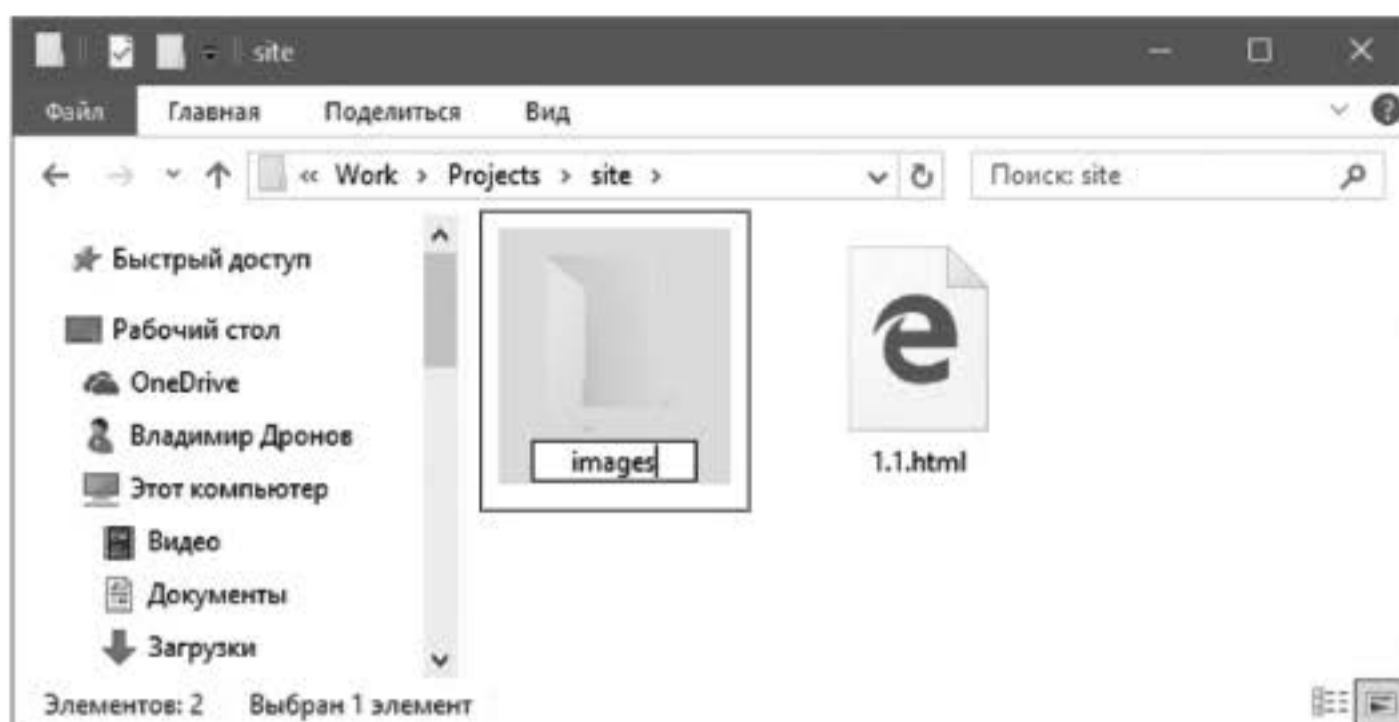 site
Файл Главная Поделиться Вид
« Work › Projects › site › Поиск: site
Быстрый доступ
Рабочий стол
OneDrive
Владимир Дронов
Этот компьютер
Видео
Документы
Загрузки
images
1.1.html
Элементов: 2 Выбран 1 элемент